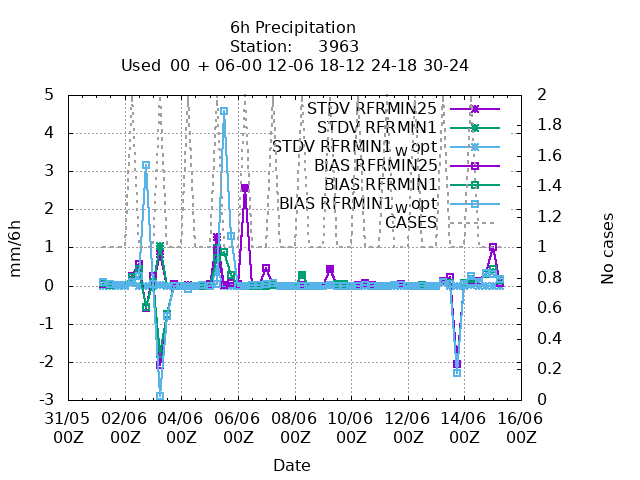 6h Precipitation
Station:     3963
Used  00  + 06-00 12-06 18-12 24-18 30-24
5
4
3
2
1
0
-1
-2
-3
2
1.8
1.6
1.4
1.2
1
0.8
0.6
0.4
0.2
0
mm/6h
No cases
STDV RFRMIN25
STDV RFRMIN1
STDV RFRMIN1w opt
BIAS RFRMIN25
BIAS RFRMIN1
BIAS RFRMIN1w opt
CASES
31/05 02/06 04/06 06/06 08/06 10/06 12/06 14/06 16/06
00Z 00Z 00Z 00Z 00Z 00Z 00Z 00Z 00Z
Date